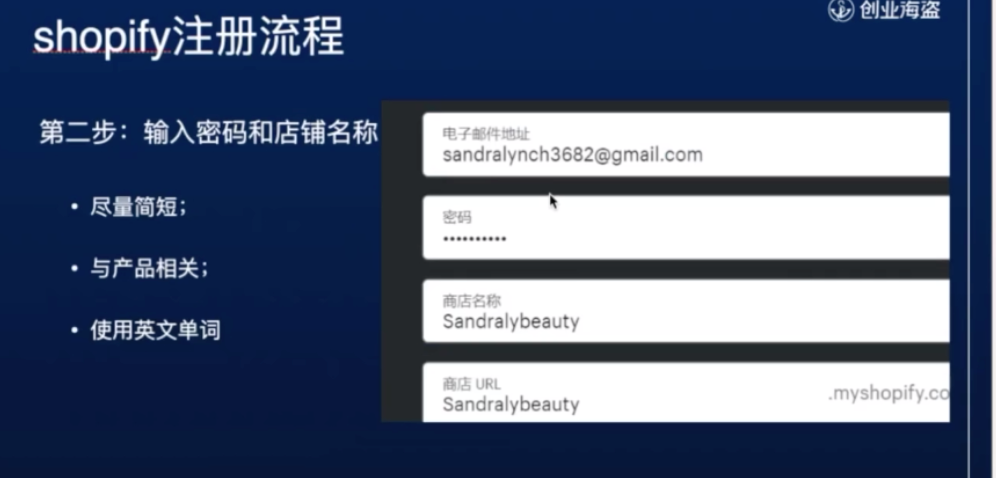 创业海盗
shopify注册流程
第二步：输入密码和店铺名称
• 尽量简短；
• 与产品相关；
• 使用英文单词
电子邮件地址
sandralynch3682@gmail.com
密码
••••••••••
商店名称
Sandralybeauty
商店 URL
Sandralybeauty
.myshopify.co